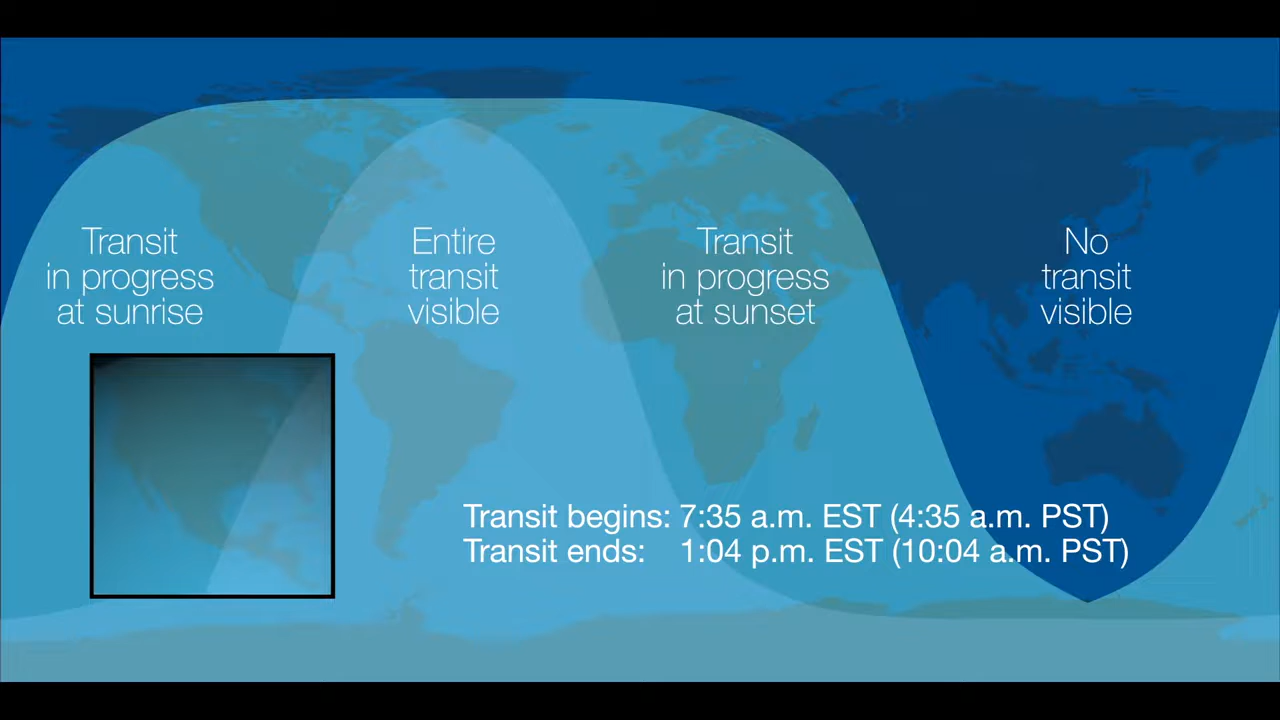 Transit
in progress
at sunrise
Entire
transit
visible
Transit
in progress
at sunset
No
transit
visible
Transit begins: 7:35 a.m. EST (4:35 a.m. PST)
Transit ends: 1:04 p.m. EST (10:04 a.m. PST)